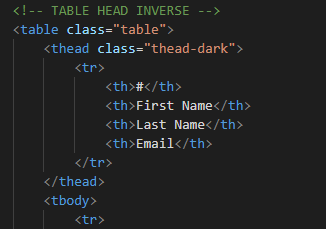 <!-- TABLE HEAD INVERSE -->
<table class="table">
<thead class="thead-dark">
<tr>
<th>#</th>
<th>First Name</th>
<th>Last Name</th>
<th>Email</th>
</tr>
</thead>
<tbody>
<tr>